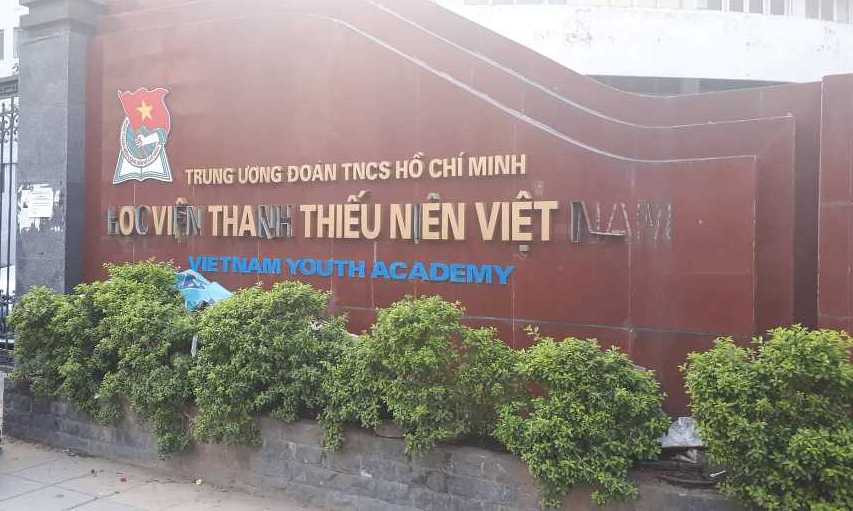 TRUNG ƯƠNG ĐOÀN TNCS HỒ CHÍ MINH
HỌC VIỆN THANH THIẾU NIÊN VIỆT NAM
VIETNAM YOUTH ACADEMY